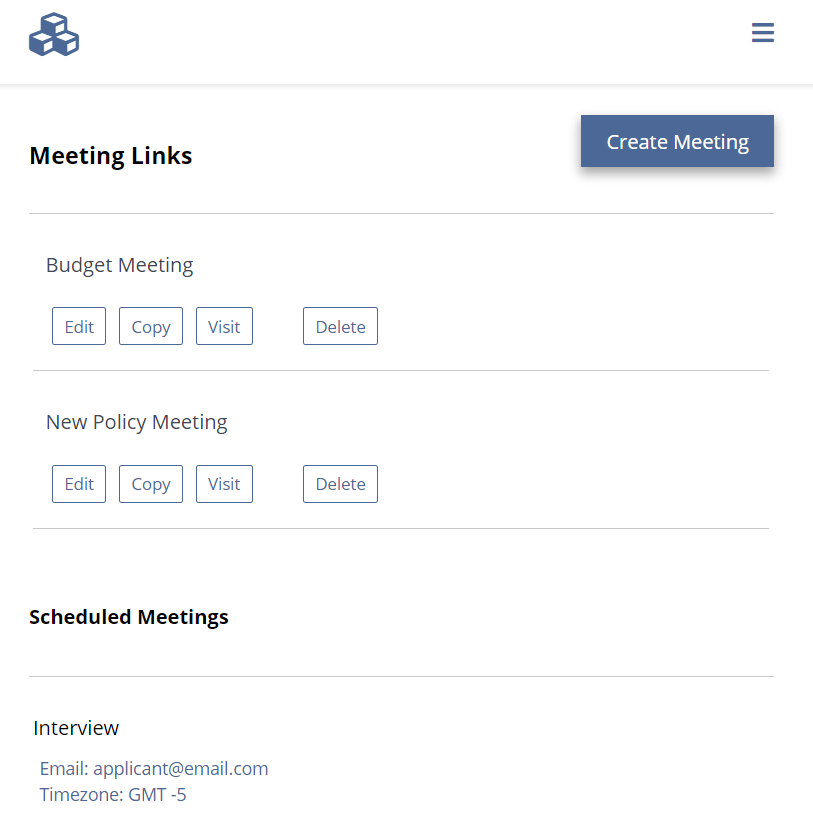 Create Meeting
Meeting Links
Budget Meeting
Edit Copy Visit Delete
New Policy Meeting
Edit Copy Visit Delete
Scheduled Meetings
Interview
Email: applicant@email.com
Timezone: GMT -5